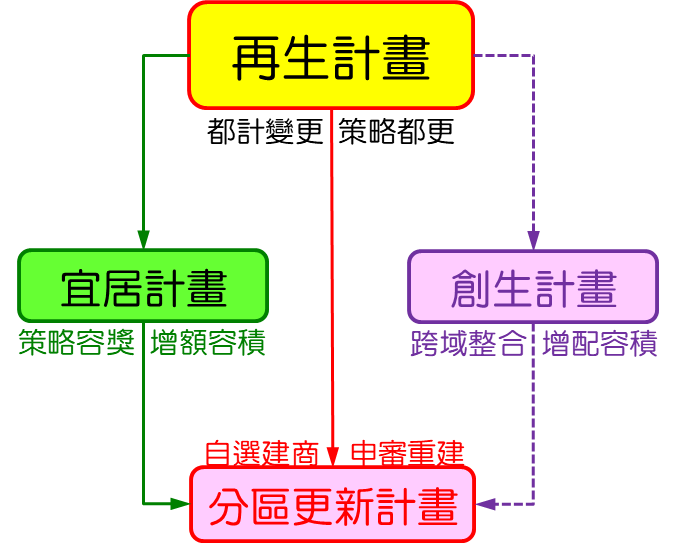 再生計畫
都計變更 策略都更
宜居計畫
創生計畫
策略容獎 增額容積
跨域整合 增配容積
自選建商 申審重建
分區更新計畫